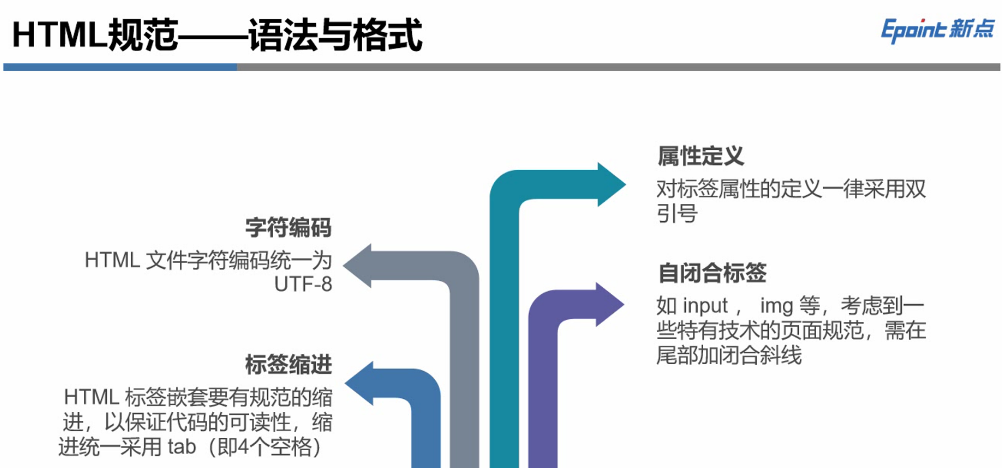 HTML规范——语法与格式
Epoint 新点
属性定义
对标签属性的定义一律采用双
引号
字符编码
HTML 文件字符编码统一为
UTF-8
自闭合标签
如 input ， img 等，考虑到一
些特有技术的页面规范，需在
尾部加闭合斜线
标签缩进
HTML 标签嵌套要有规范的缩
进，以保证代码的可读性，缩
进统一采用 tab（即4个空格）